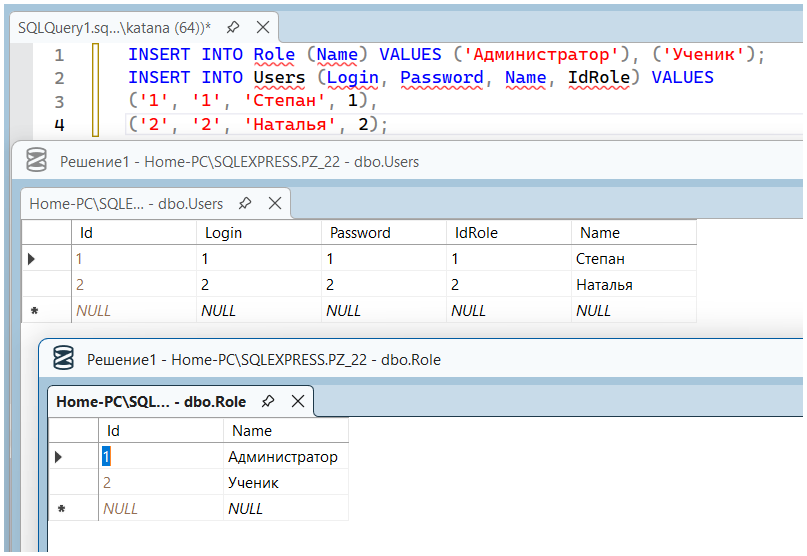 SQLQuery1.sq...\katana (64))*
1 INSERT INTO Role (Name) VALUES ('Администратор'), ('Ученик');
2 INSERT INTO Users (Login, Password, Name, IdRole) VALUES
3 ('1', '1', 'Степан', 1),
4 ('2', '2', 'Наталья', 2);
Решение1 - Home-PC\SQLEXPRESS.PZ_22 - dbo.Users
Home-PC\SQLE... - dbo.Users
Id Login Password IdRole Name
1 1 1 1 Степан
2 2 2 2 Наталья
* NULL NULL NULL NULL NULL
Решение1 - Home-PC\SQLEXPRESS.PZ_22 - dbo.Role
Home-PC\SQL... - dbo.Role
Id Name
1 Администратор
2 Ученик
* NULL NULL